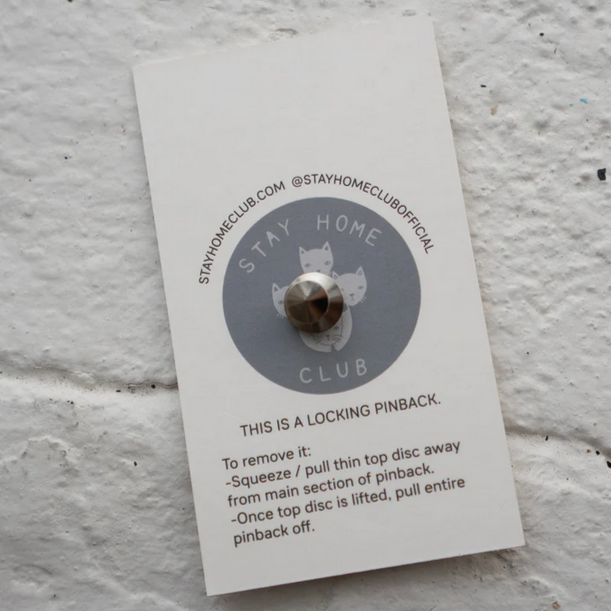 STAYHOMECLUB.COM @STAYHOMECLUBOFFICIAL
STAY HOME
CLUB
THIS IS A LOCKING PINBACK.
To remove it:
-Squeeze / pull thin top disc away
from main section of pinback.
-Once top disc is lifted, pull entire
pinback off.